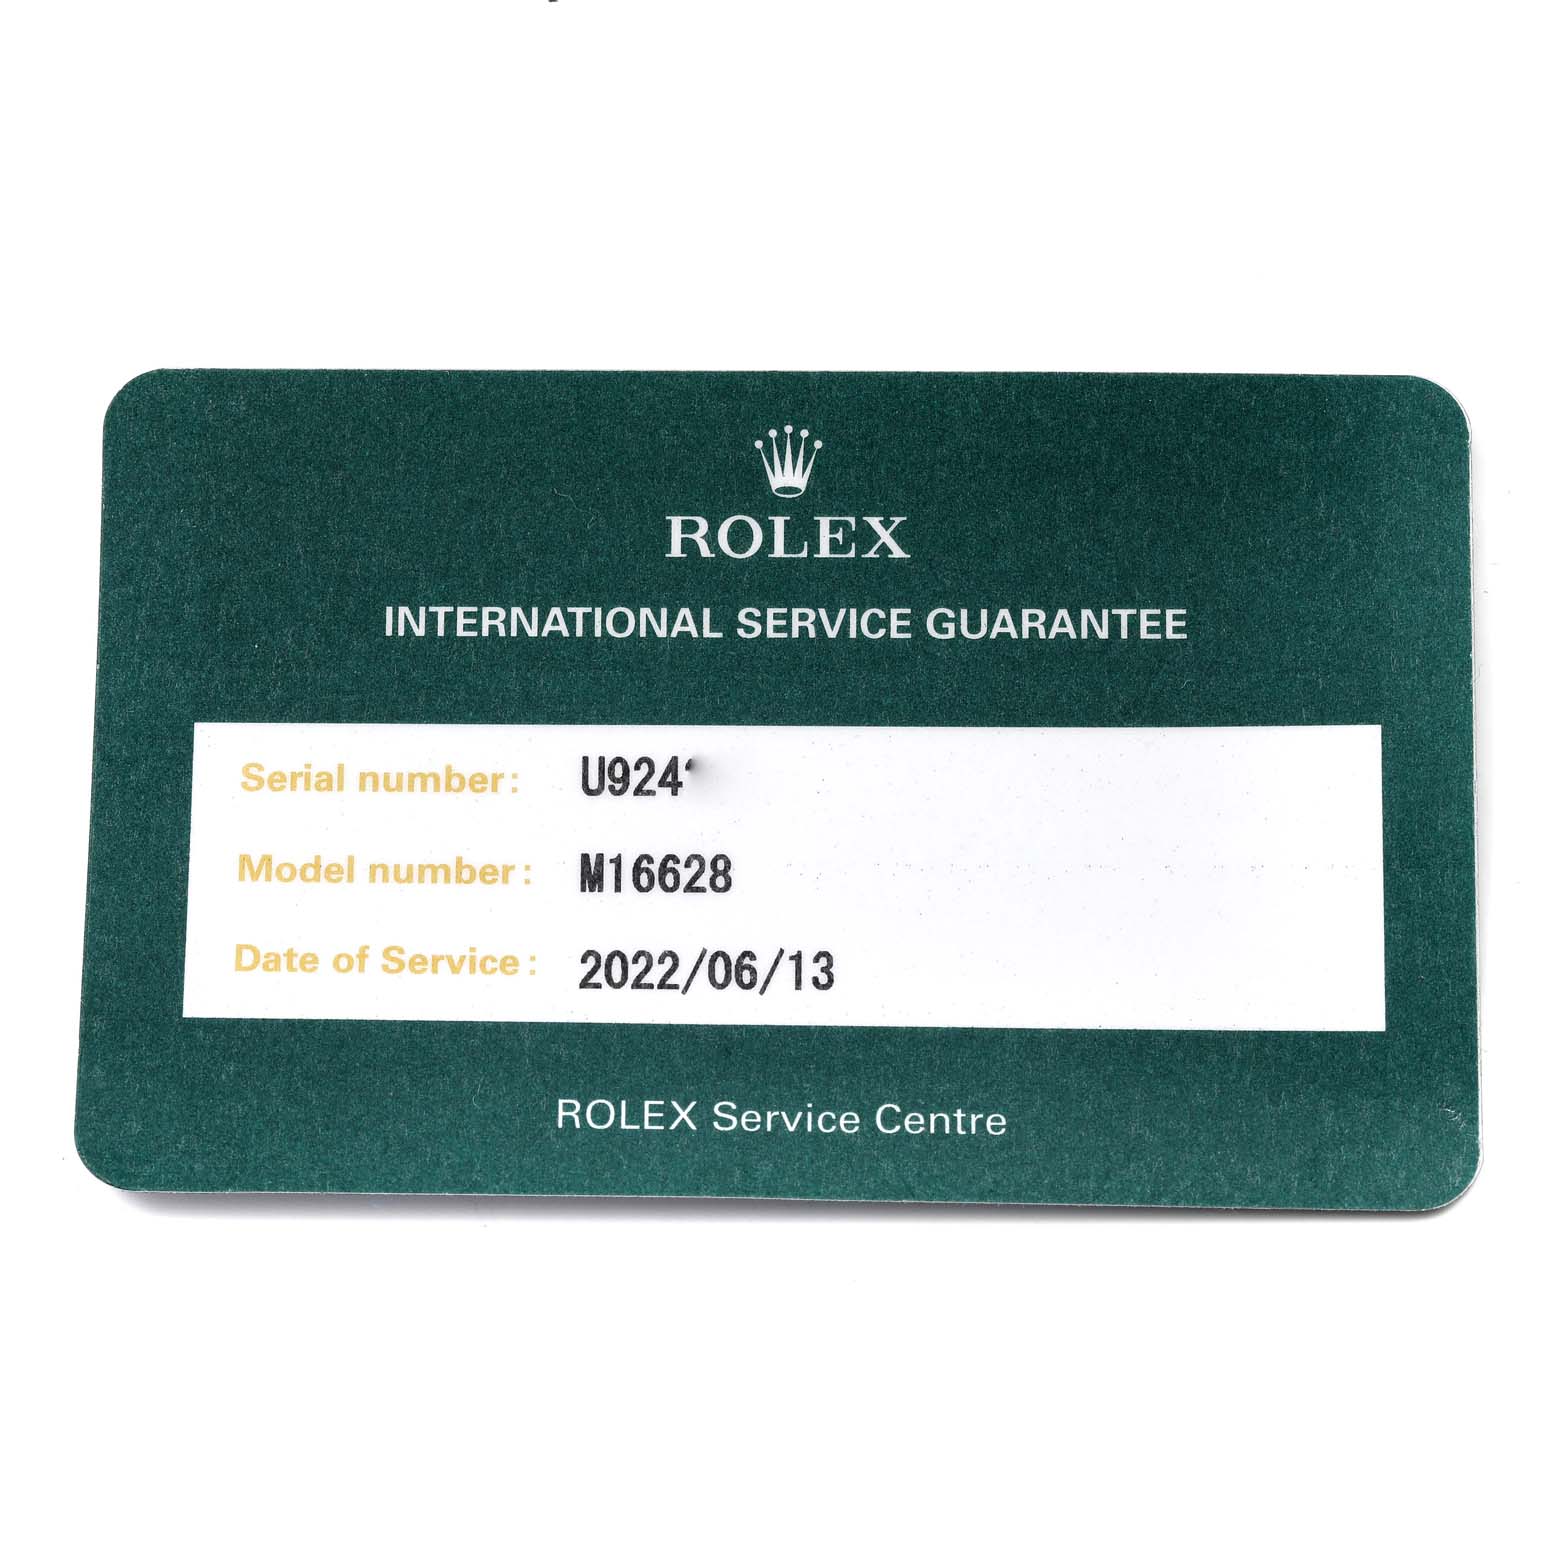 ROLEX
INTERNATIONAL SERVICE GUARANTEE
Serial number: U924
Model number: M16628
Date of Service: 2022/06/13
ROLEX Service Centre